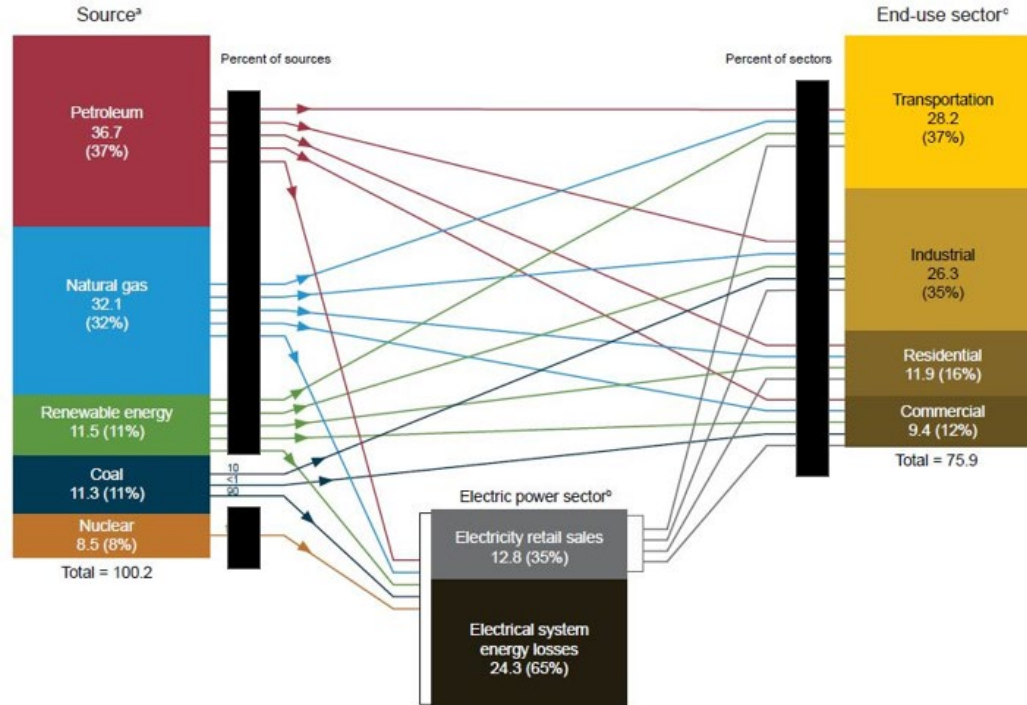 Sourceᵃ
End-use sectorᶜ
Percent of sources
Percent of sectors
Petroleum
36.7
(37%)
Transportation
28.2
(37%)
Natural gas
32.1
(32%)
Industrial
26.3
(35%)
Residential
11.9 (16%)
Renewable energy
11.5 (11%)
Commercial
9.4 (12%)
Total = 75.9
Coal
11.3 (11%)
10
<1
90
Nuclear
8.5 (8%)
Total = 100.2
Electric power sectorᵇ
Electricity retail sales
12.8 (35%)
Electrical system
energy losses
24.3 (65%)